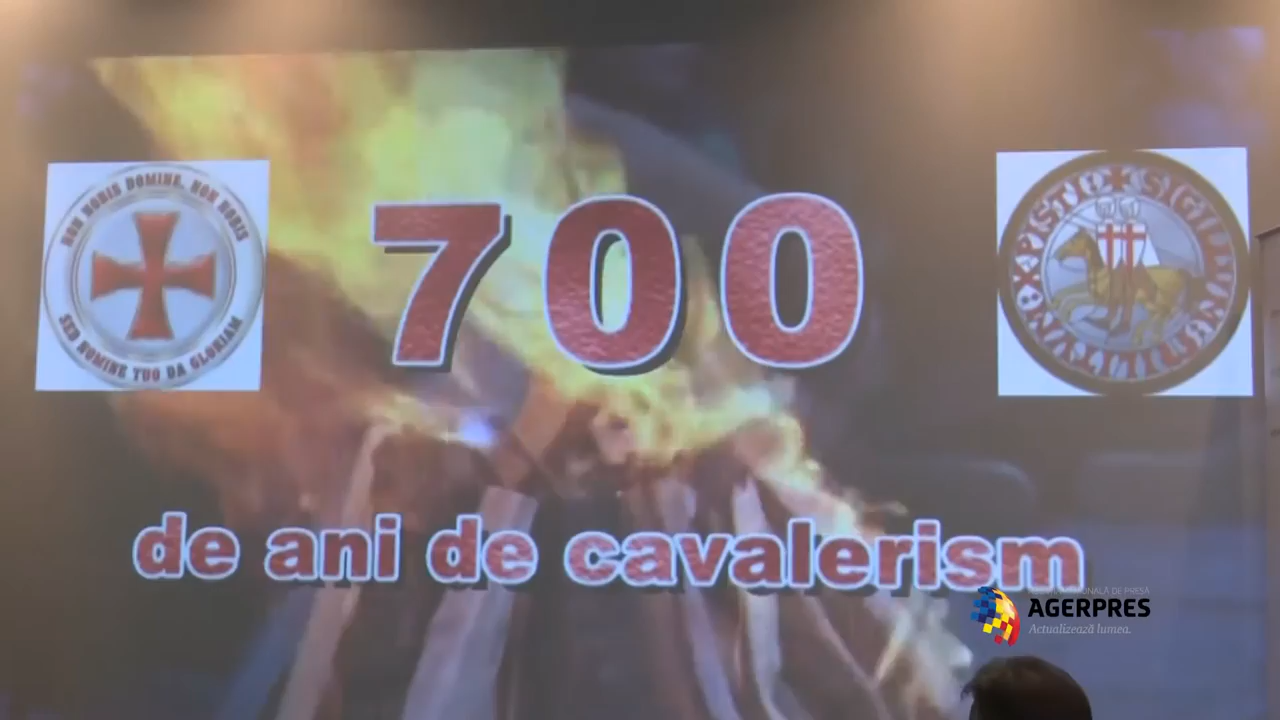 NON NOBIS DOMINE, NON NOBIS
SED NOMINE TUO DA GLORIAM
700
de ani de cavalerism
AGERPRES
Actualizează lumea.